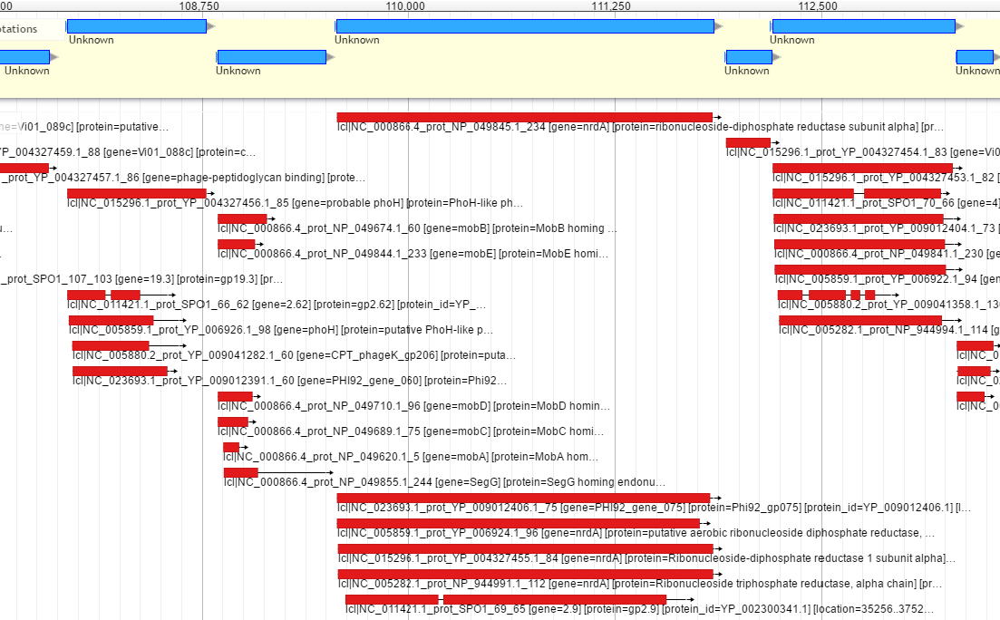 00 108,750 110,000 111,250 112,500
otations
Unknown Unknown Unknown
Unknown Unknown Unknown Unknown
ne=Vi01_089c] [protein=putative… lcl|NC_000866.4_prot_NP_049845.1_234 [gene=nrdA] [protein=ribonucleoside-diphosphate reductase subunit alpha] [pr…
YP_004327459.1_88 [gene=Vi01_088c] [protein=c… lcl|NC_015296.1_prot_YP_004327454.1_83 [gene=Vi0
_prot_YP_004327457.1_86 [gene=phage-peptidoglycan binding] [prote… lcl|NC_015296.1_prot_YP_004327453.1_82 [
lcl|NC_015296.1_prot_YP_004327456.1_85 [gene=probable phoH] [protein=PhoH-like ph… lcl|NC_011421.1_prot_SPO1_70_66 [gene=4]
u… lcl|NC_000866.4_prot_NP_049674.1_60 [gene=mobB] [protein=MobB homing … lcl|NC_023693.1_prot_YP_009012404.1_73 [
lcl|NC_000866.4_prot_NP_049844.1_233 [gene=mobE] [protein=MobE homi… lcl|NC_000866.4_prot_NP_049841.1_230 [ge
_prot_SPO1_107_103 [gene=19.3] [protein=gp19.3] [pr… lcl|NC_005859.1_prot_YP_006922.1_94 [gen
lcl|NC_011421.1_prot_SPO1_66_62 [gene=2.62] [protein=gp2.62] [protein_id=YP_… lcl|NC_005880.2_prot_YP_009041358.1_13
lcl|NC_005859.1_prot_YP_006926.1_98 [gene=phoH] [protein=putative PhoH-like p… lcl|NC_005282.1_prot_NP_944994.1_114 [g
lcl|NC_005880.2_prot_YP_009041282.1_60 [gene=CPT_phageK_gp206] [protein=puta… lcl|NC_0
lcl|NC_023693.1_prot_YP_009012391.1_60 [gene=PHI92_gene_060] [protein=Phi92… lcl|NC_0
lcl|NC_000866.4_prot_NP_049710.1_96 [gene=mobD] [protein=MobD homin… lcl|NC_0
lcl|NC_000866.4_prot_NP_049689.1_75 [gene=mobC] [protein=MobC homi…
lcl|NC_000866.4_prot_NP_049620.1_5 [gene=mobA] [protein=MobA hom…
lcl|NC_000866.4_prot_NP_049855.1_244 [gene=SegG] [protein=SegG homing endonu…
lcl|NC_023693.1_prot_YP_009012406.1_75 [gene=PHI92_gene_075] [protein=Phi92_gp075] [protein_id=YP_009012406.1] [l…
lcl|NC_005859.1_prot_YP_006924.1_96 [gene=nrdA] [protein=putative aerobic ribonucleoside diphosphate reductase, …
lcl|NC_015296.1_prot_YP_004327455.1_84 [gene=nrdA] [protein=Ribonucleoside-diphosphate reductase 1 subunit alpha]…
lcl|NC_005282.1_prot_NP_944991.1_112 [gene=nrdA] [protein=Ribonucleoside triphosphate reductase, alpha chain] [pr…
lcl|NC_011421.1_prot_SPO1_69_65 [gene=2.9] [protein=gp2.9] [protein_id=YP_002300341.1] [location=35256..3752…